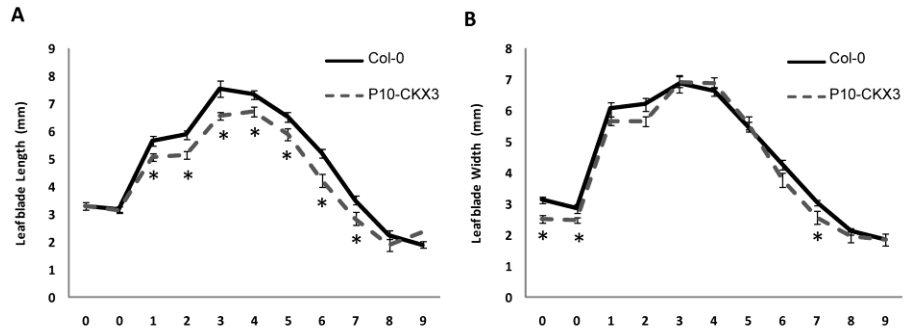 A
Leaf blade Length (mm)
9
8
7
6
5
4
3
2
1
0
Col-0
P10-CKX3
* * * * * * *
0 0 1 2 3 4 5 6 7 8 9
B
Leaf blade Width (mm)
8
7
6
5
4
3
2
1
0
Col-0
P10-CKX3
* * *
0 0 1 2 3 4 5 6 7 8 9